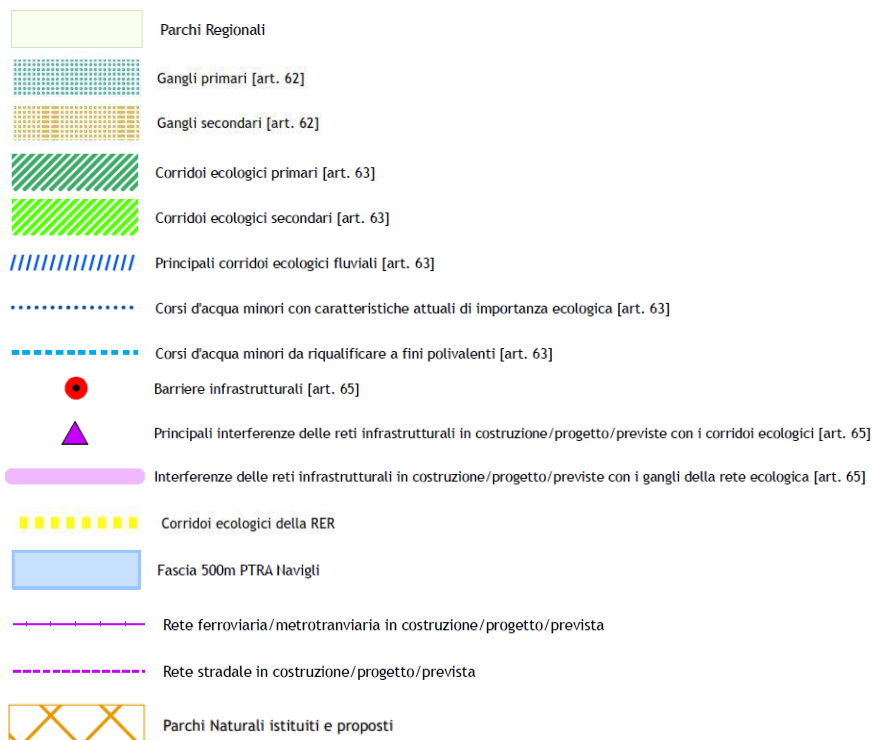 Parchi Regionali
Gangli primari [art. 62]
Gangli secondari [art. 62]
Corridoi ecologici primari [art. 63]
Corridoi ecologici secondari [art. 63]
Principali corridoi ecologici fluviali [art. 63]
Corsi d'acqua minori con caratteristiche attuali di importanza ecologica [art. 63]
Corsi d'acqua minori da riqualificare a fini polivalenti [art. 63]
Barriere infrastrutturali [art. 65]
Principali interferenze delle reti infrastrutturali in costruzione/progetto/previste con i corridoi ecologici [art. 65]
Interferenze delle reti infrastrutturali in costruzione/progetto/previste con i gangli della rete ecologica [art. 65]
Corridoi ecologici della RER
Fascia 500m PTRA Navigli
Rete ferroviaria/metrotranviaria in costruzione/progetto/prevista
Rete stradale in costruzione/progetto/prevista
Parchi Naturali istituiti e proposti